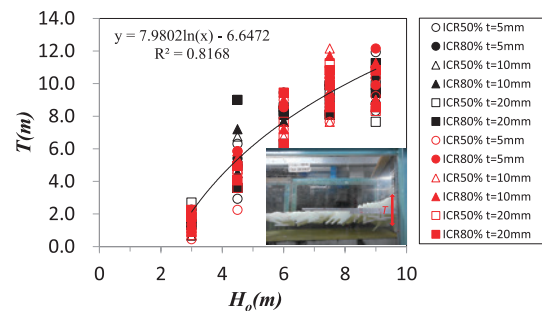 y = 7.9802ln(x) - 6.6472
R² = 0.8168
14.0
12.0
10.0
8.0
6.0
4.0
2.0
0.0
T(m)
0 2 4 6 8 10
Hₒ(m)
T
ICR50% t=5mm
ICR80% t=5mm
ICR50% t=10mm
ICR80% t=10mm
ICR50% t=20mm
ICR80% t=20mm
ICR50% t=5mm
ICR80% t=5mm
ICR50% t=10mm
ICR80% t=10mm
ICR50% t=20mm
ICR80% t=20mm